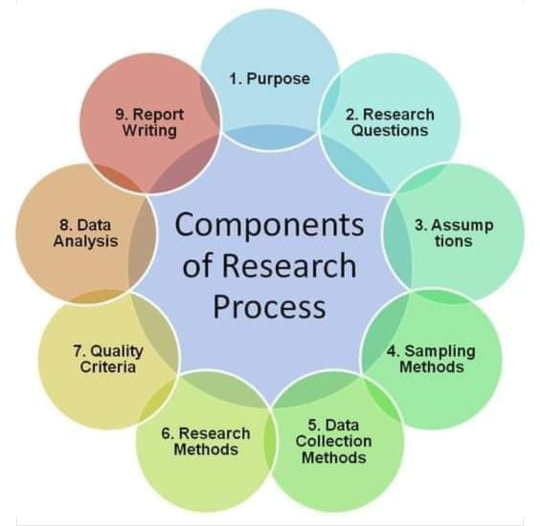 Components
of Research
Process
1. Purpose
2. Research
Questions
3. Assump
tions
4. Sampling
Methods
5. Data
Collection
Methods
6. Research
Methods
7. Quality
Criteria
8. Data
Analysis
9. Report
Writing